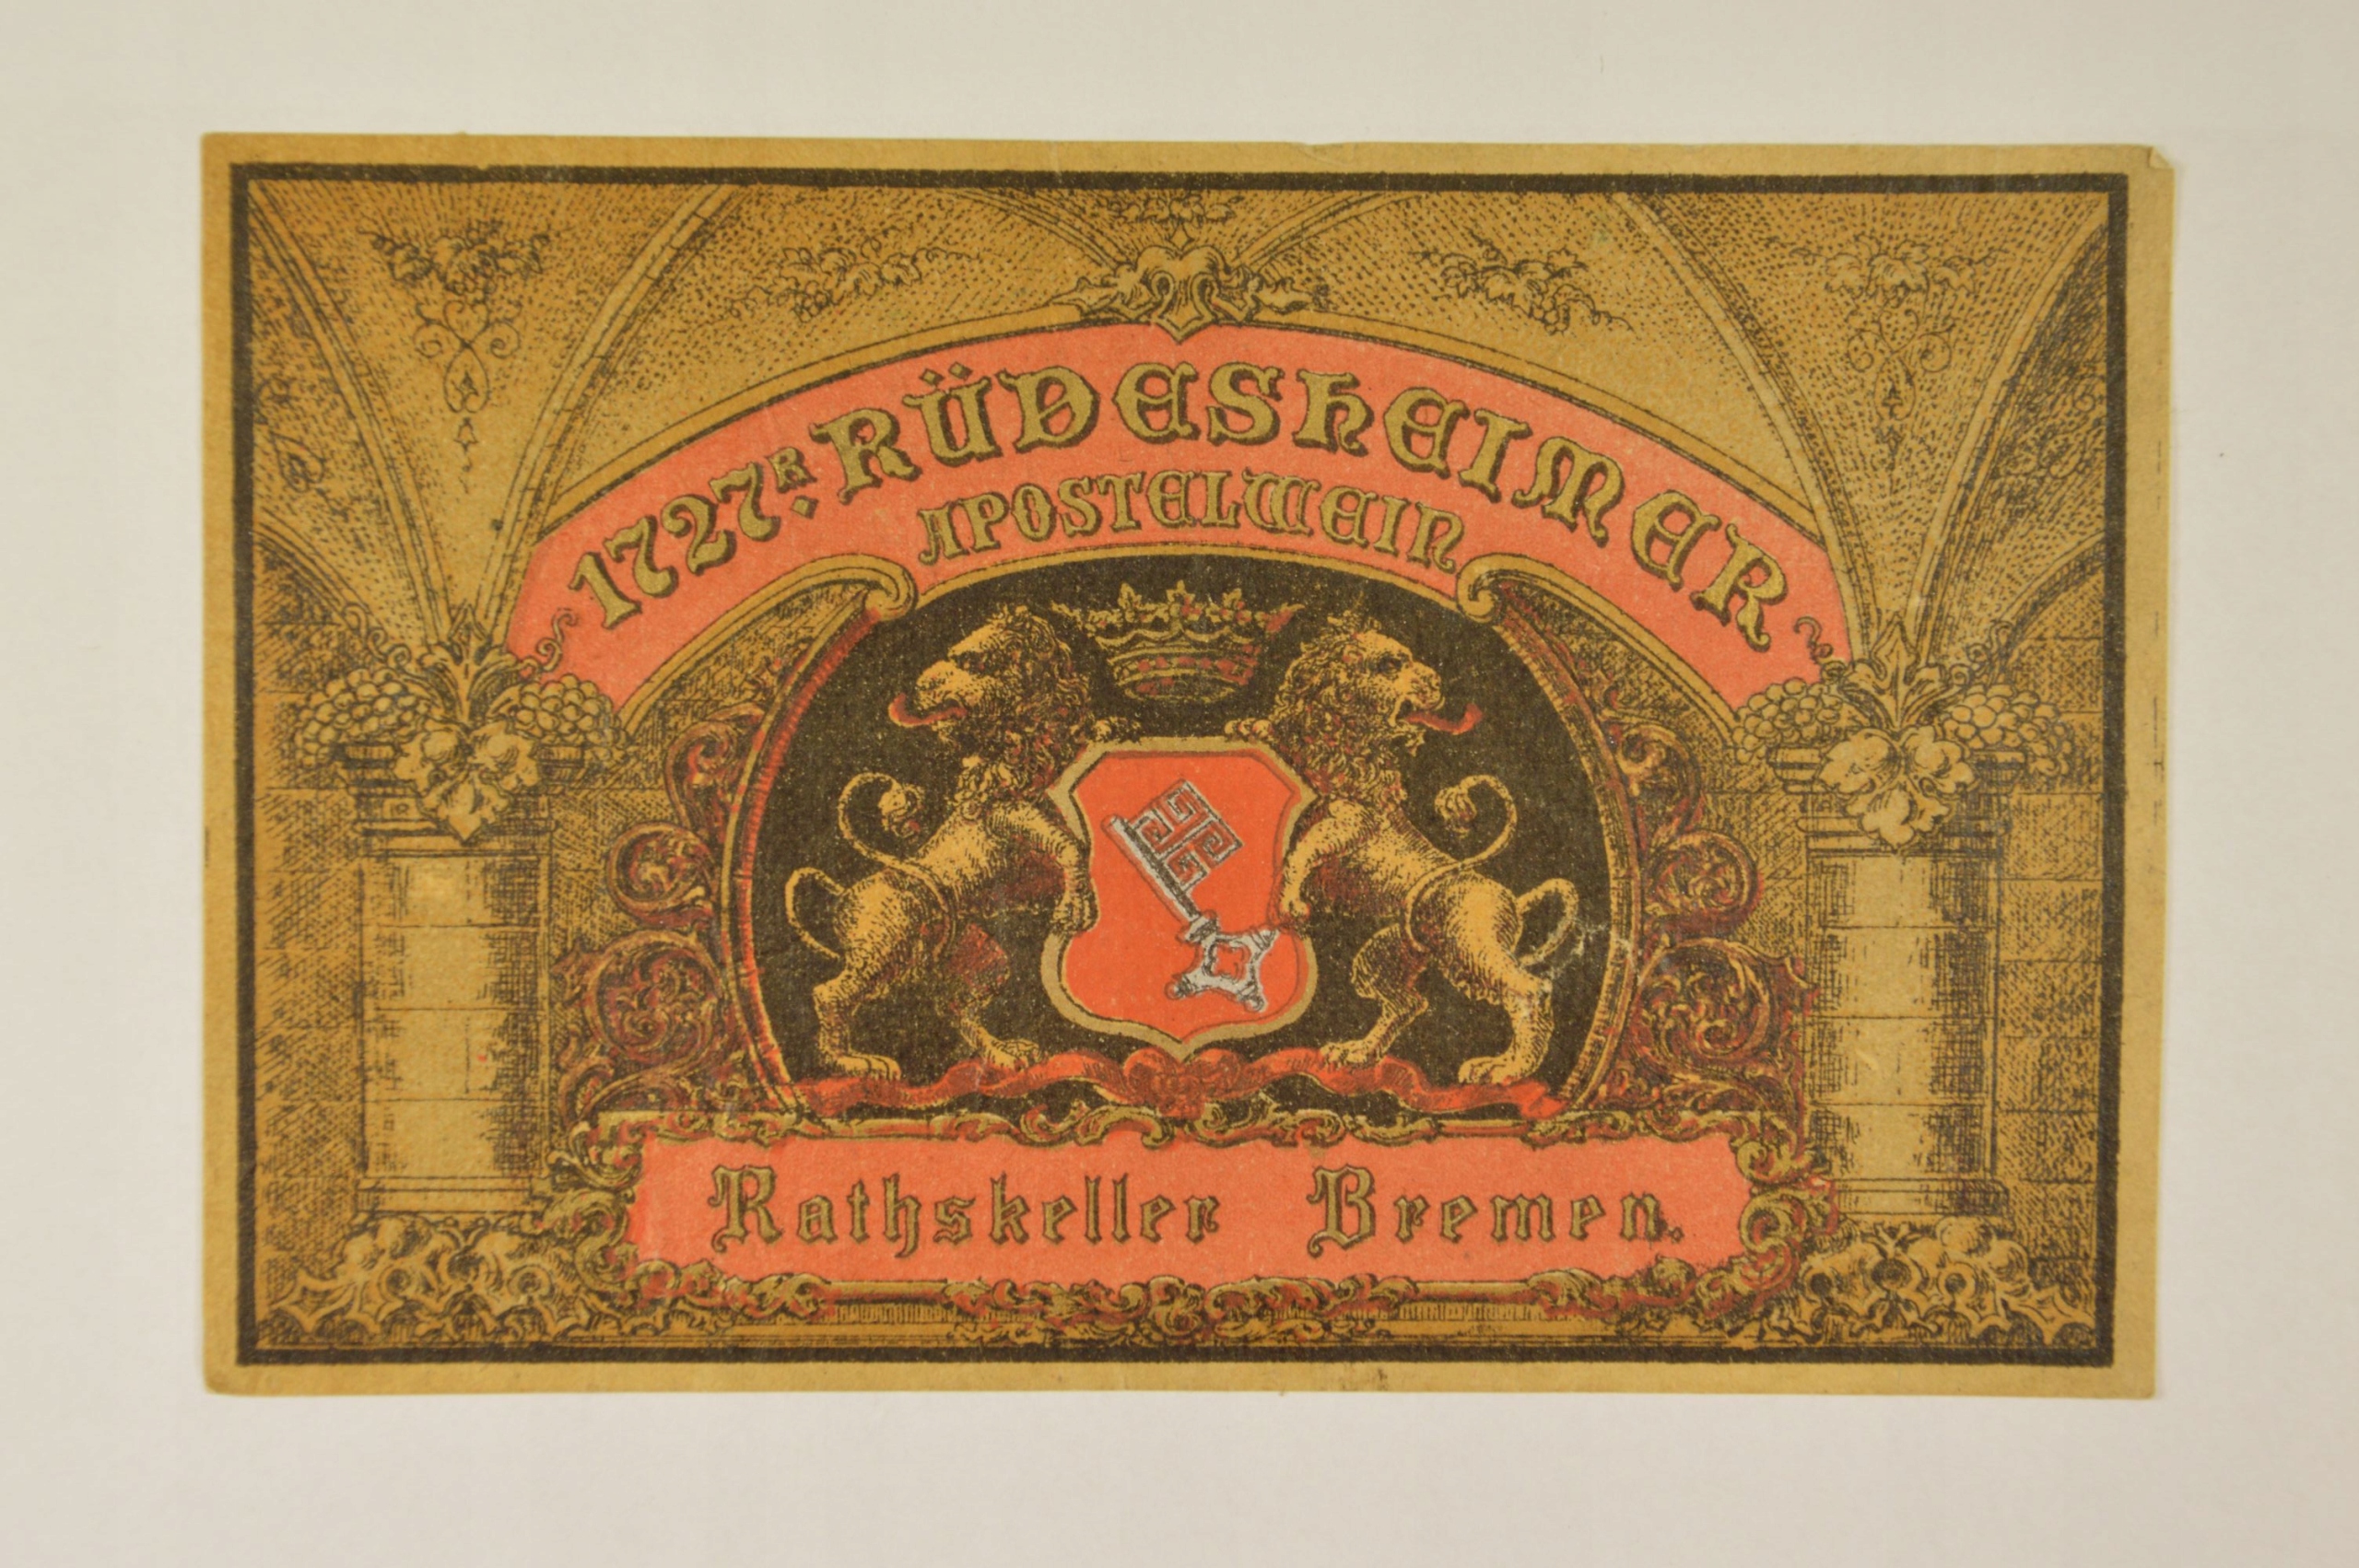 1727R. RÜDESHEIMER
APOSTELWEIN
Rathskeller Bremen.